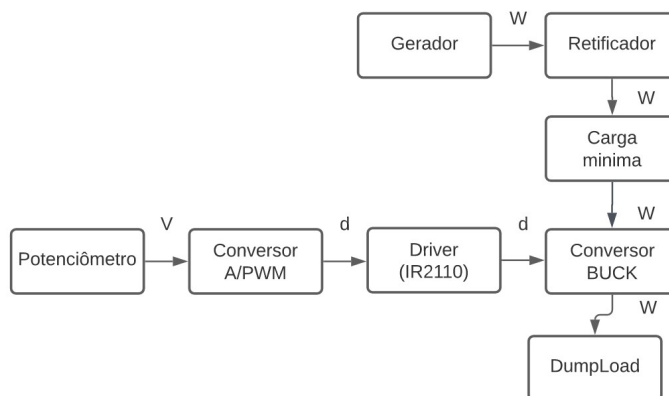 W
Gerador
Retificador
W
Carga
minima
W
V
d
d
Potenciômetro
Conversor
A/PWM
Driver
(IR2110)
Conversor
BUCK
W
DumpLoad